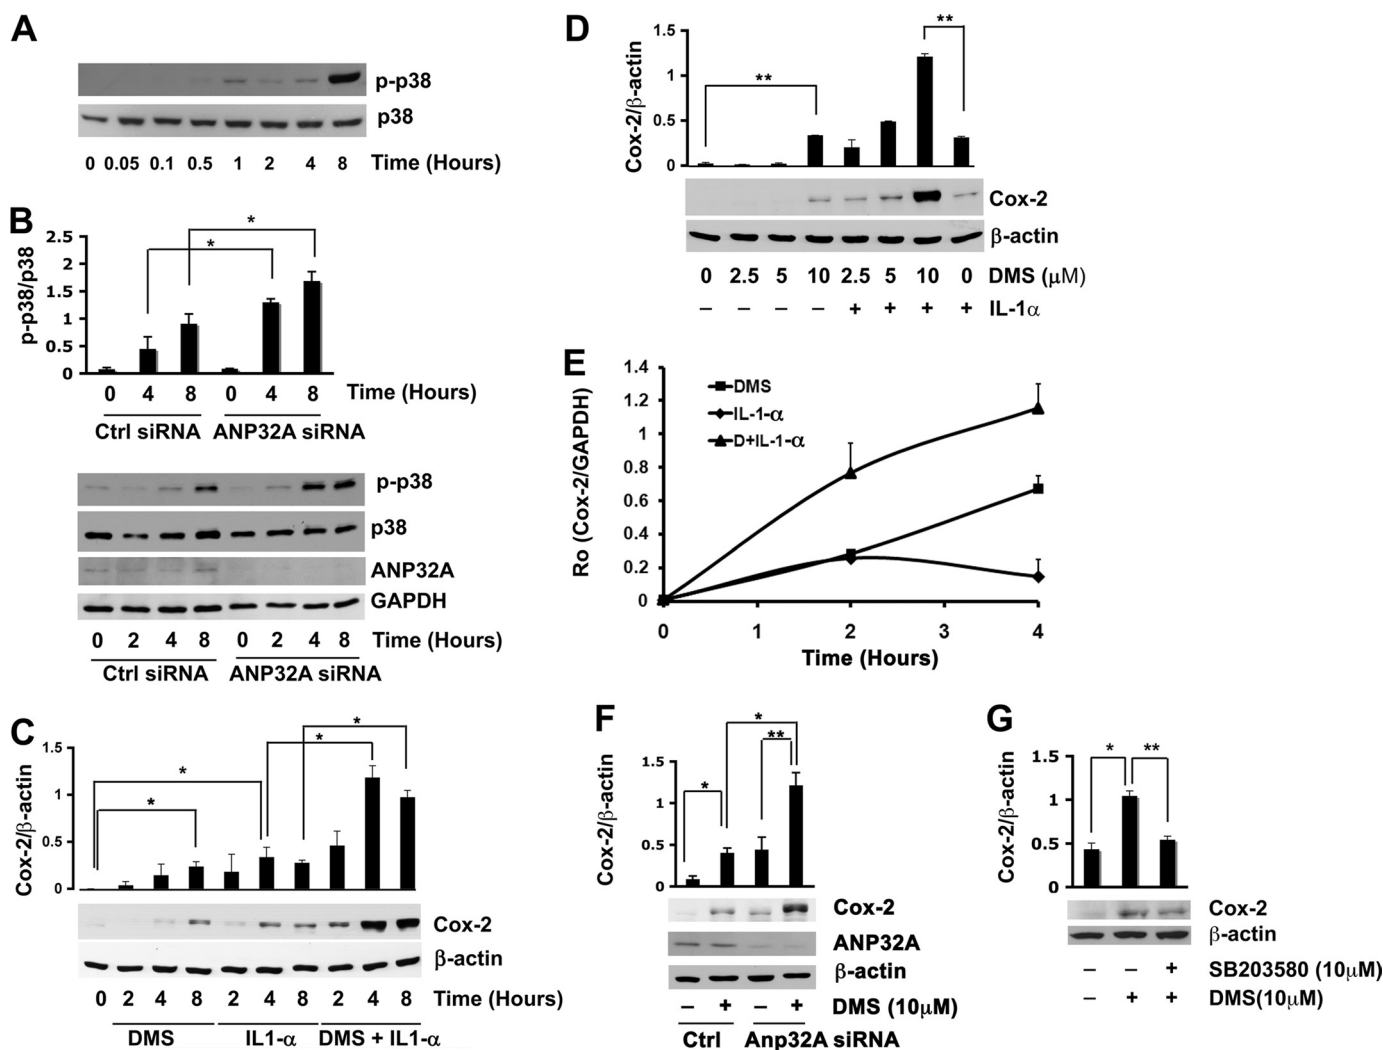 A
p-p38
p38
0 0.05 0.1 0.5 1 2 4 8 Time (Hours)
B
* *
p-p38/p38
2.5
2
1.5
1
0.5
0
0 4 8 0 4 8 Time (Hours)
Ctrl siRNA ANP32A siRNA
p-p38
p38
ANP32A
GAPDH
0 2 4 8 0 2 4 8 Time (Hours)
Ctrl siRNA ANP32A siRNA
C
* * * *
Cox-2/β-actin
1.5
1
0.5
0
Cox-2
β-actin
0 2 4 8 2 4 8 2 4 8 Time (Hours)
DMS IL1-α DMS + IL1-α
D
** **
Cox-2/β-actin
1.5
1
0.5
0
Cox-2
β-actin
0 2.5 5 10 2.5 5 10 0 DMS (μM)
– – – – + + + + IL-1α
E
Ro (Cox-2/GAPDH)
1.4
1.2
1
0.8
0.6
0.4
0.2
0
DMS
IL-1-α
D+IL-1-α
0 1 2 3 4
Time (Hours)
F
* ** *
Cox-2/β-actin
1.5
1
0.5
0
Cox-2
ANP32A
β-actin
– + – + DMS (10μM)
Ctrl Anp32A siRNA
G
* **
Cox-2/β-actin
1.5
1
0.5
0
Cox-2
β-actin
– – + SB203580 (10μM)
– + + DMS(10μM)